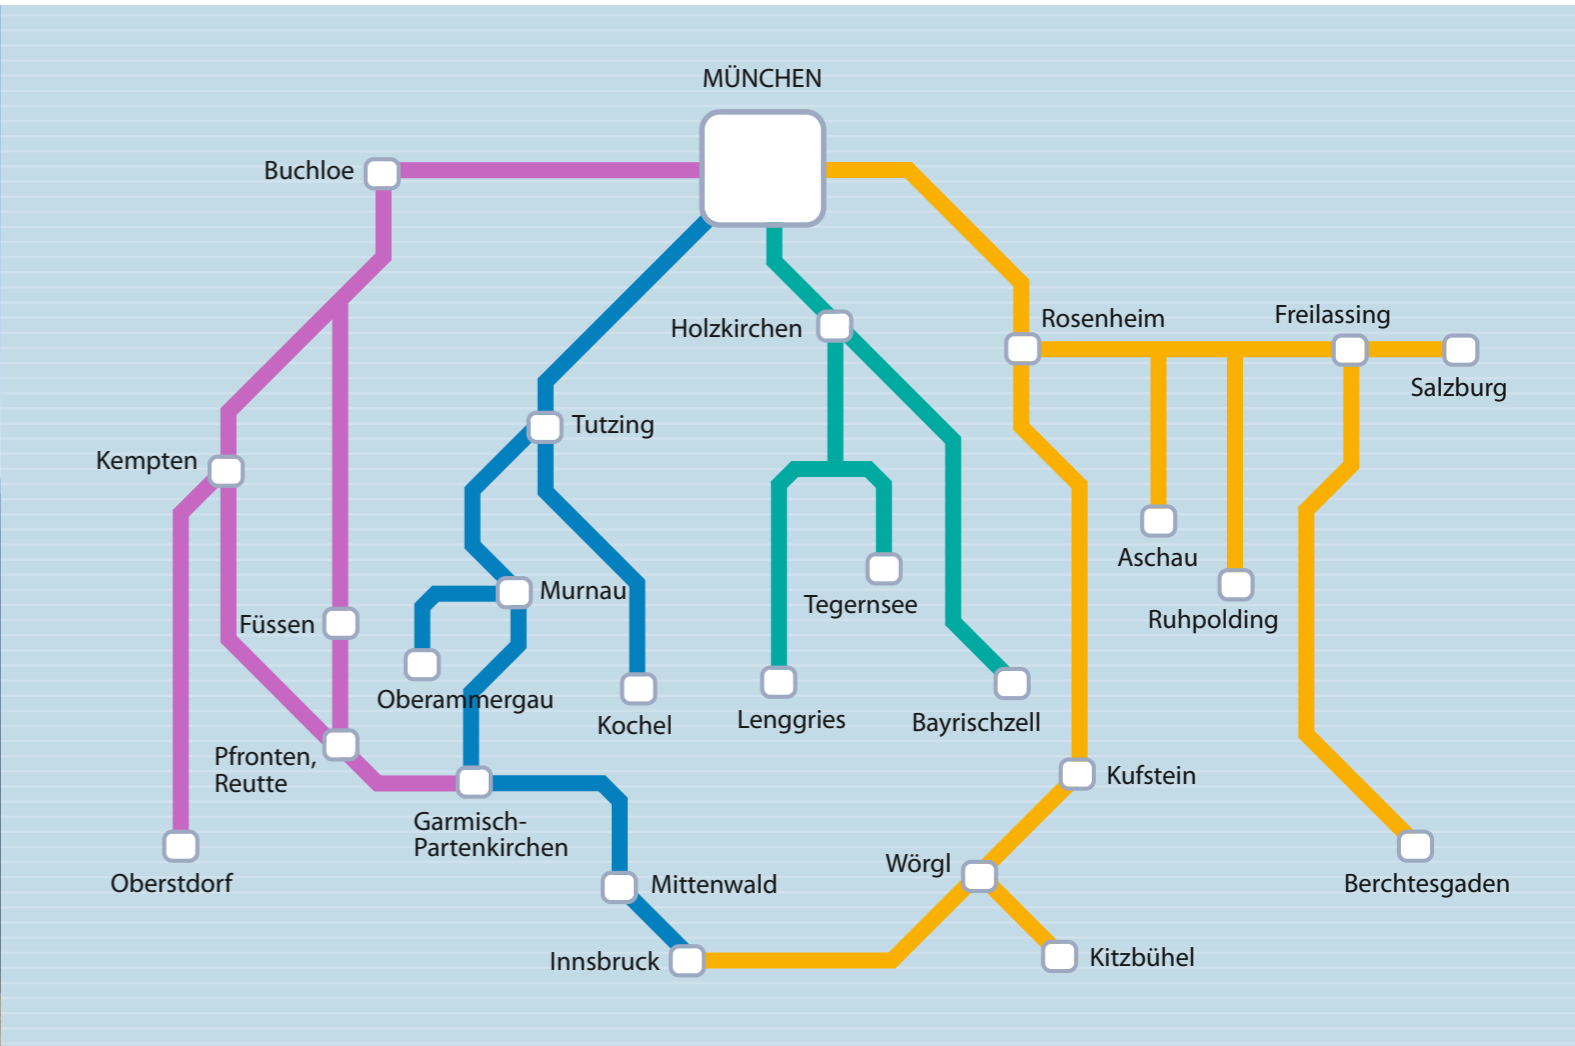 MÜNCHEN
Buchloe
Freilassing
Rosenheim
Holzkirchen
Salzburg
Tutzing
Kempten
Aschau
Murnau
Tegernsee
Ruhpolding
Füssen
Oberammergau
Kochel
Lenggries
Bayrischzell
Pfronten,
Reutte
Kufstein
Garmisch-
Partenkirchen
Wörgl
Oberstdorf
Mittenwald
Berchtesgaden
Innsbruck
Kitzbühel